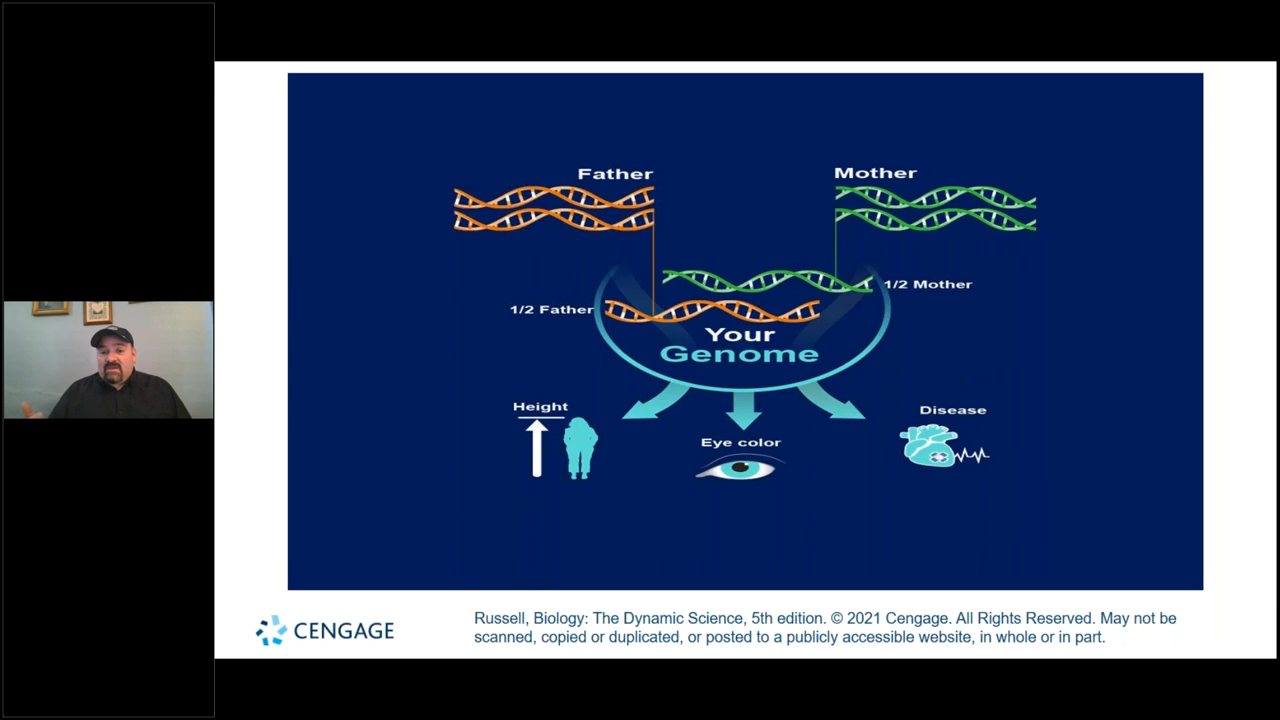 Father
Mother
1/2 Mother
1/2 Father
Your
Genome
Height
Eye color
Disease
CENGAGE
Russell, Biology: The Dynamic Science, 5th edition. © 2021 Cengage. All Rights Reserved. May not be
scanned, copied or duplicated, or posted to a publicly accessible website, in whole or in part.